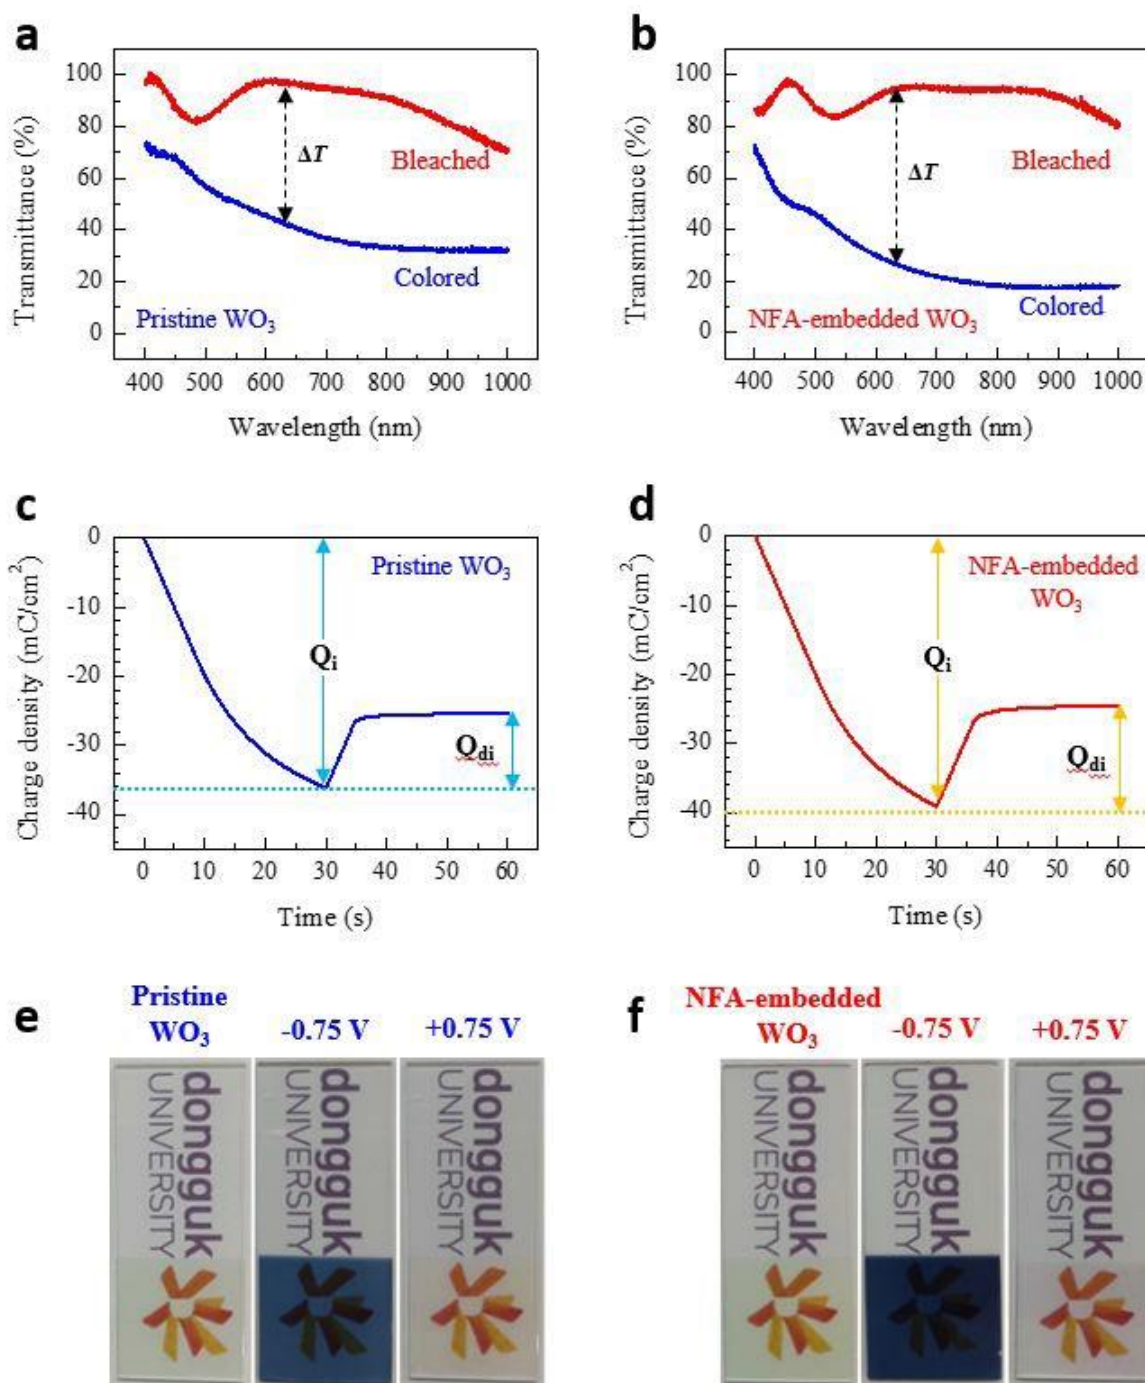 a
100
80
60
40
20
0
Transmittance (%)
ΔT
Bleached
Colored
Pristine WO₃
400 500 600 700 800 900 1000
Wavelength (nm)
b
100
80
60
40
20
0
Transmittance (%)
ΔT
Bleached
Colored
NFA-embedded WO₃
400 500 600 700 800 900 1000
Wavelength (nm)
c
0
-10
-20
-30
-40
Charge density (mC/cm²)
Pristine WO₃
Qᵢ
Q_di
0 10 20 30 40 50 60
Time (s)
d
0
-10
-20
-30
-40
Charge density (mC/cm²)
NFA-embedded
WO₃
Qᵢ
Q_di
0 10 20 30 40 50 60
Time (s)
e
Pristine
WO₃
-0.75 V
+0.75 V
dongguk
UNIVERSITY
dongguk
UNIVERSITY
dongguk
UNIVERSITY
f
NFA-embedded
WO₃
-0.75 V
+0.75 V
dongguk
UNIVERSITY
dongguk
UNIVERSITY
dongguk
UNIVERSITY